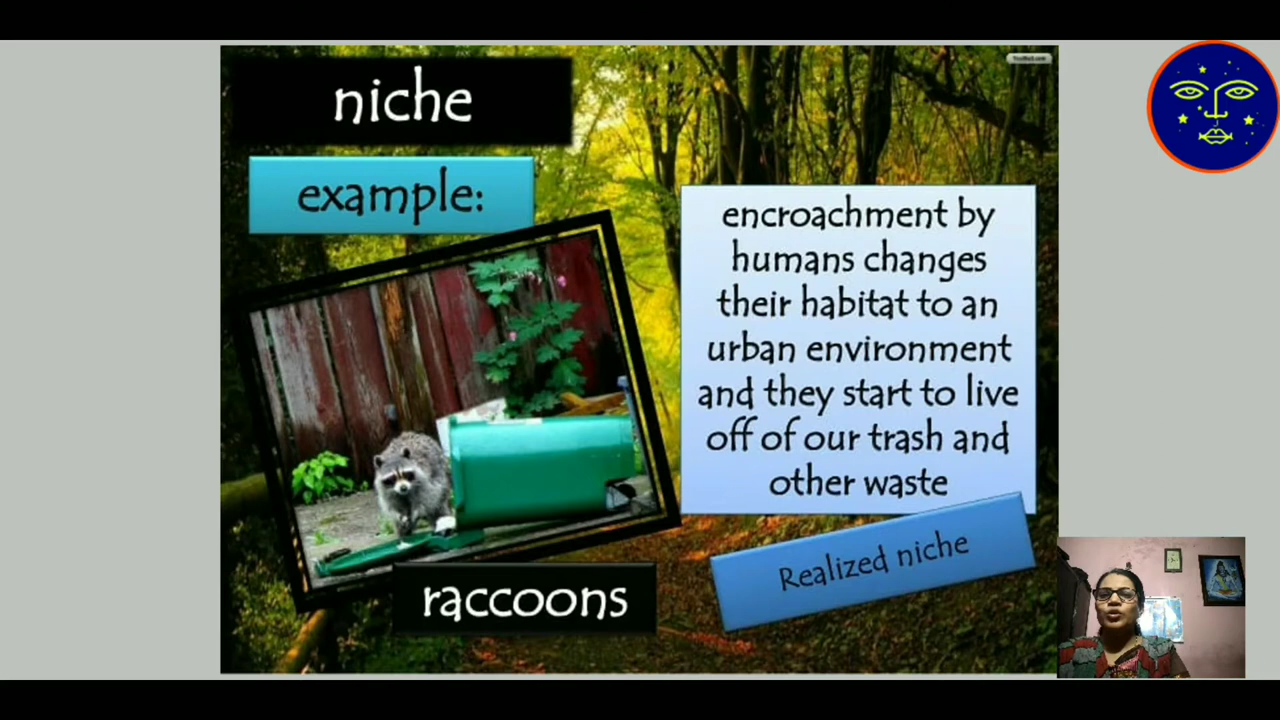 niche
example:
encroachment by
humans changes
their habitat to an
urban environment
and they start to live
off of our trash and
other waste
Realized niche
raccoons